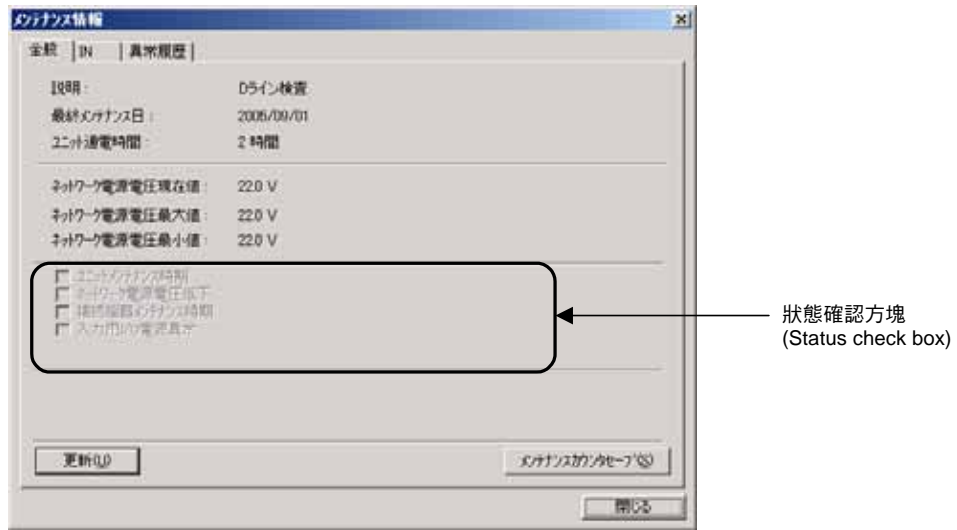 メンテナンス情報
全般 IN 異常履歴
説明: Dライン検査
最終メンテナンス日: 2005/09/01
ユニット通電時間: 2 時間
ネットワーク電源電圧現在値: 22.0 V
ネットワーク電源電圧最大値: 22.0 V
ネットワーク電源電圧最小値: 22.0 V
ユニットメンテナンス時期
ネットワーク電源電圧低下
接続機器メンテナンス時期
入力用I/O電源異常
狀態確認方塊
(Status check box)
更新(U) メンテナンスカウンタセーブ(S)
閉じる